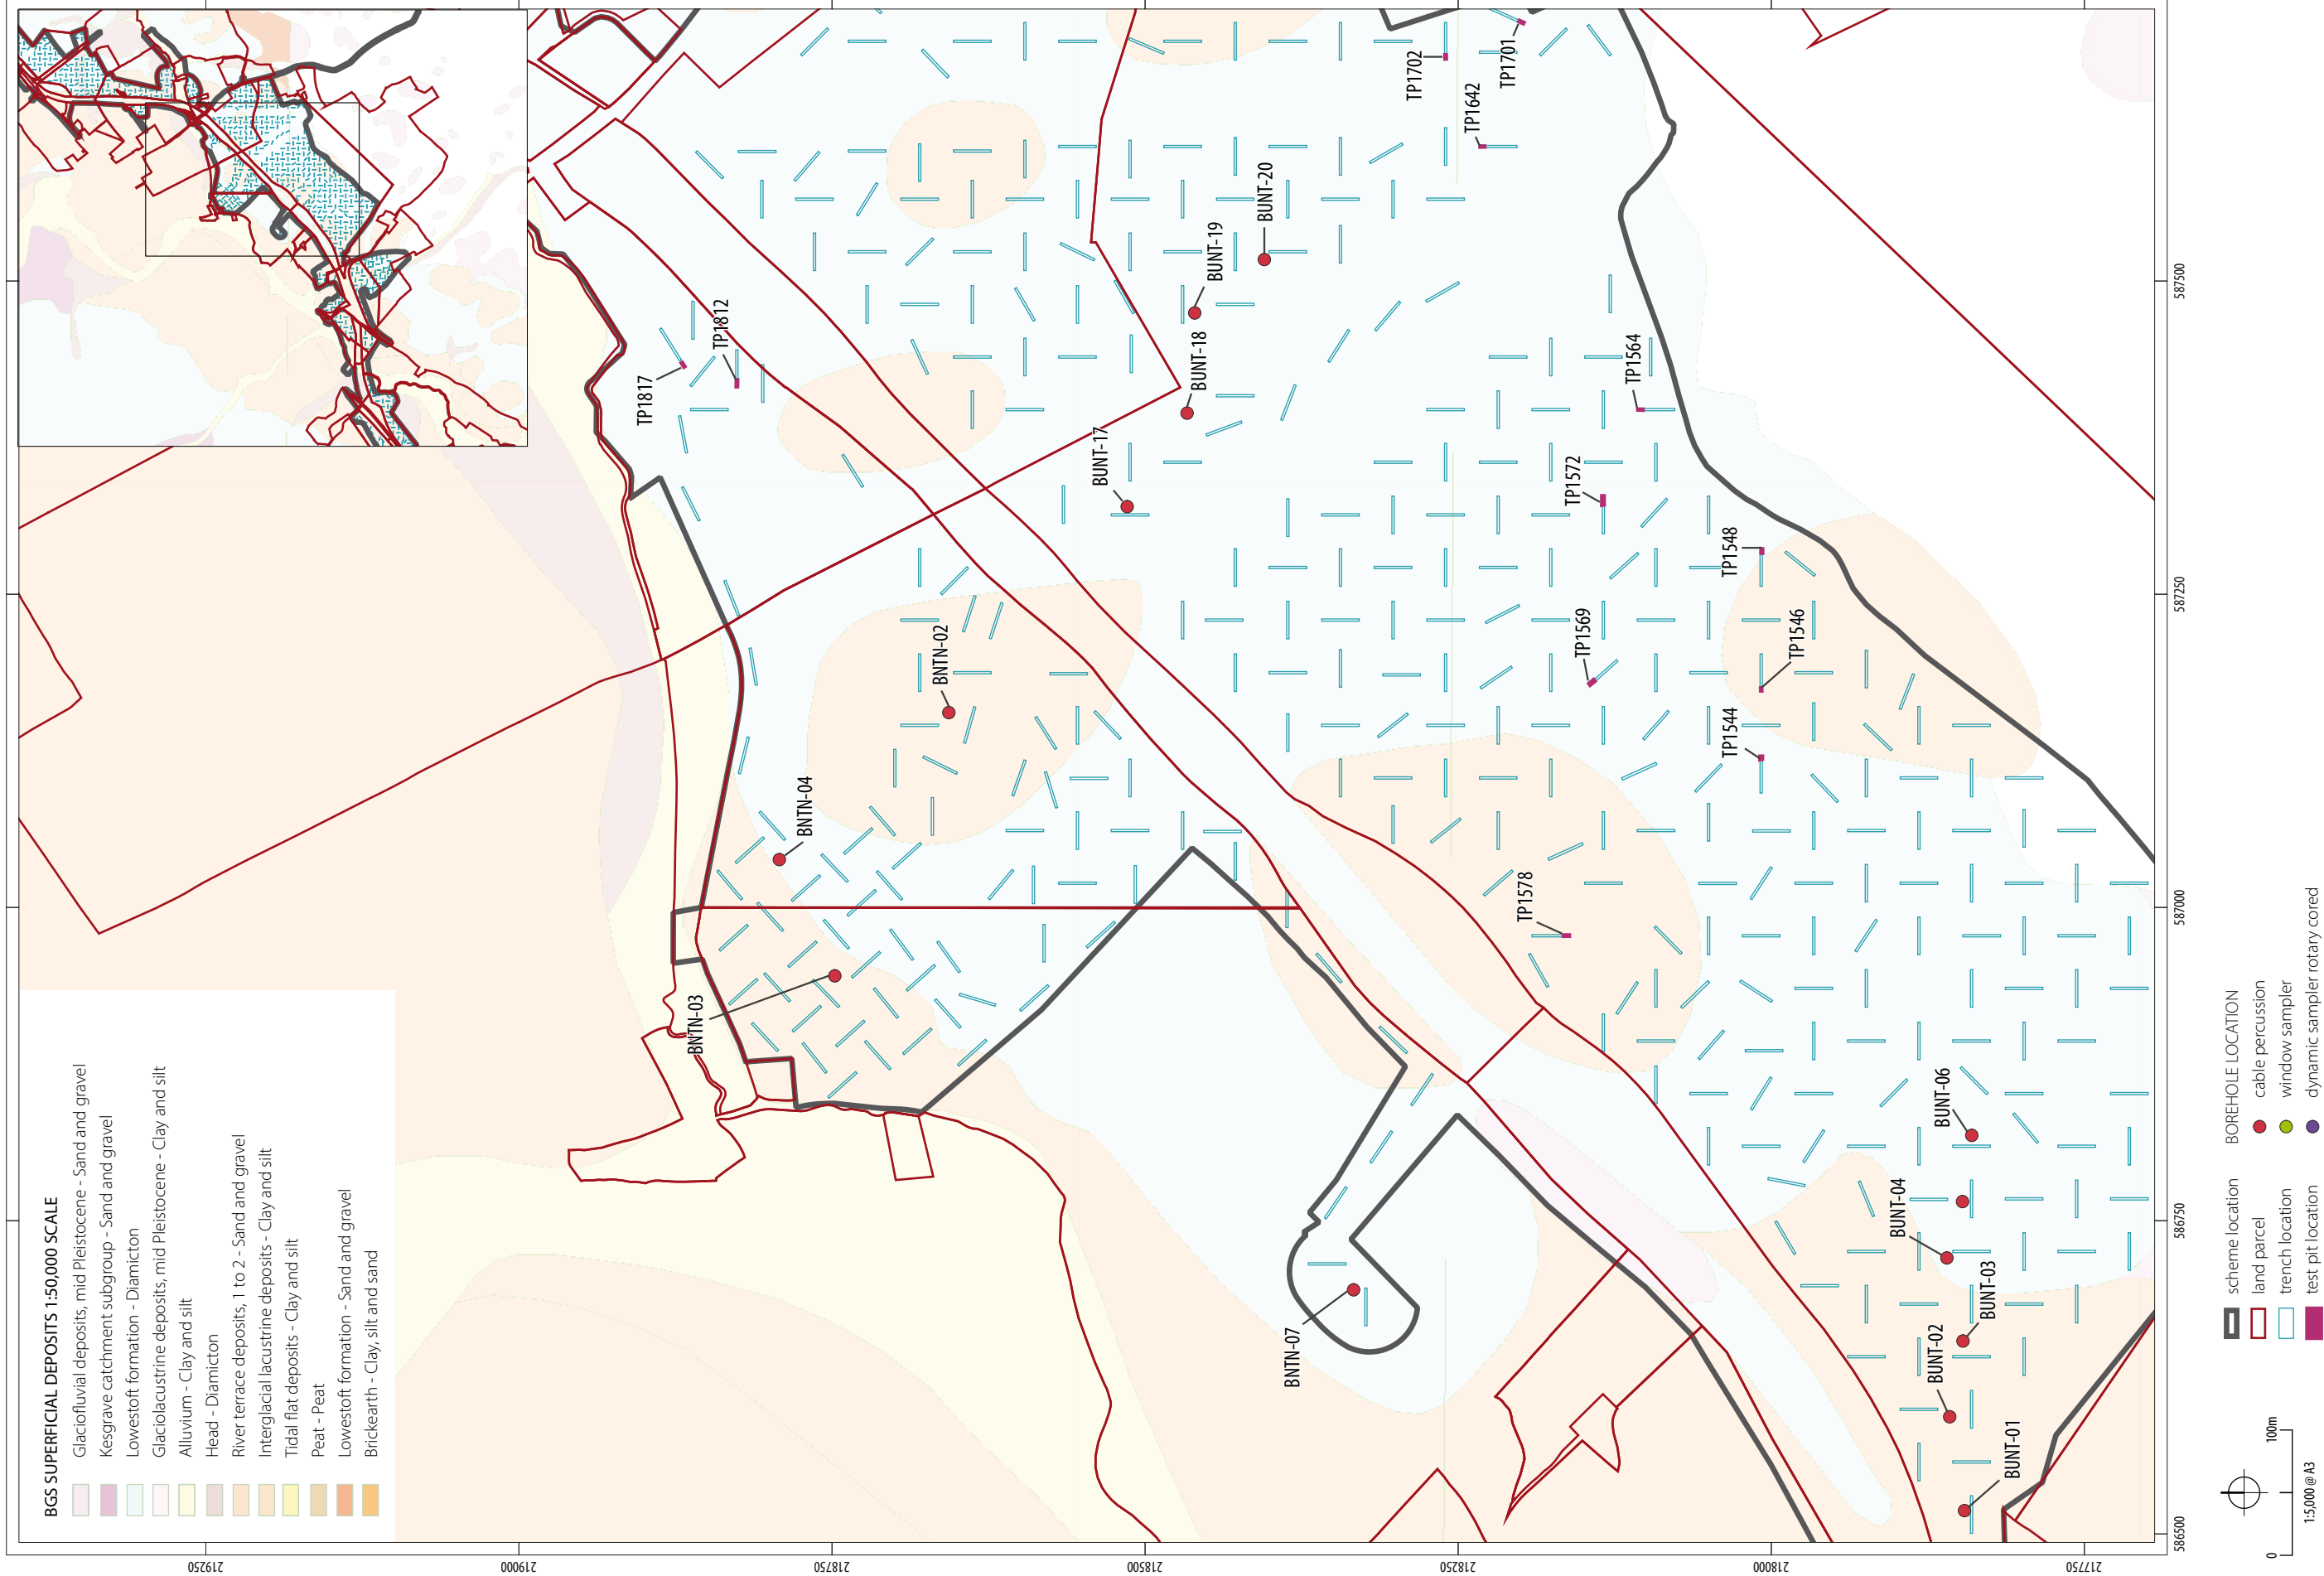 BGS SUPERFICIAL DEPOSITS 1:50,000 SCALE
Glaciofluvial deposits, mid Pleistocene - Sand and gravel
Kesgrave catchment subgroup - Sand and gravel
Lowestoft formation - Diamicton
Glaciolacustrine deposits, mid Pleistocene - Clay and silt
Alluvium - Clay and silt
Head - Diamicton
River terrace deposits, 1 to 2 - Sand and gravel
Interglacial lacustrine deposits - Clay and silt
Tidal flat deposits - Clay and silt
Peat - Peat
Lowestoft formation - Sand and gravel
Brickearth - Clay, silt and sand
TP1817
TP1812
TP1702
TP1701
TP1642
BUNT-20
BUNT-19
BUNT-18
BUNT-17
TP1564
TP1572
TP1548
TP1569
TP1546
TP1544
TP1578
BNTN-02
BNTN-04
BNTN-03
BNTN-07
BUNT-06
BUNT-04
BUNT-03
BUNT-02
BUNT-01
219250
219000
218750
218500
218250
218000
217750
586500
586750
587000
587250
587500
0
100m
1:5,000 @ A3
scheme location
land parcel
trench location
test pit location
BOREHOLE LOCATION
cable percussion
window sampler
dynamic sampler rotary cored